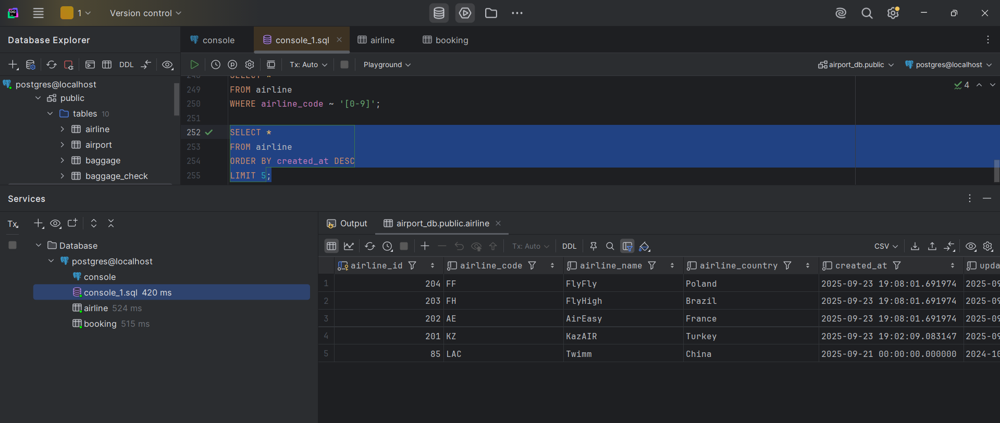 1 Version control
Database Explorer
console console_1.sql airline booking
DDL Tx: Auto Playground airport_db.public postgres@localhost
postgres@localhost
public
tables 10
airline
airport
baggage
baggage_check
248 SELECT *
249 FROM airline
250 WHERE airline_code ~ '[0-9]';
251
252 SELECT *
253 FROM airline
254 ORDER BY created_at DESC
255 LIMIT 5;
4
Services
Tx
Database
postgres@localhost
console
console_1.sql 420 ms
airline 524 ms
booking 515 ms
Output airport_db.public.airline
Tx: Auto DDL CSV
airline_id airline_code airline_name airline_country created_at upda
1 204 FF FlyFly Poland 2025-09-23 19:08:01.691974 2025-09
2 203 FH FlyHigh Brazil 2025-09-23 19:08:01.691974 2025-09
3 202 AE AirEasy France 2025-09-23 19:08:01.691974 2025-09
4 201 KZ KazAIR Turkey 2025-09-23 19:02:09.083147 2025-09
5 85 LAC Twimm China 2025-09-21 00:00:00.000000 2024-10